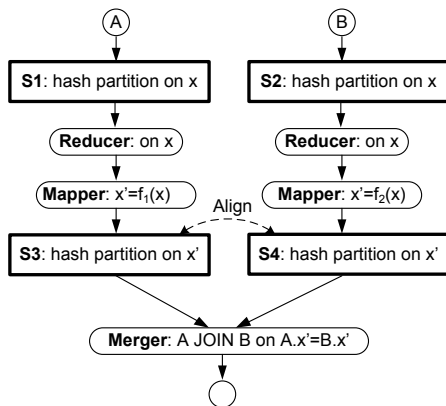 A B
S1: hash partition on x S2: hash partition on x
Reducer: on x Reducer: on x
Mapper: x'=f₁(x) Mapper: x'=f₂(x)
Align
S3: hash partition on x' S4: hash partition on x'
Merger: A JOIN B on A.x'=B.x'